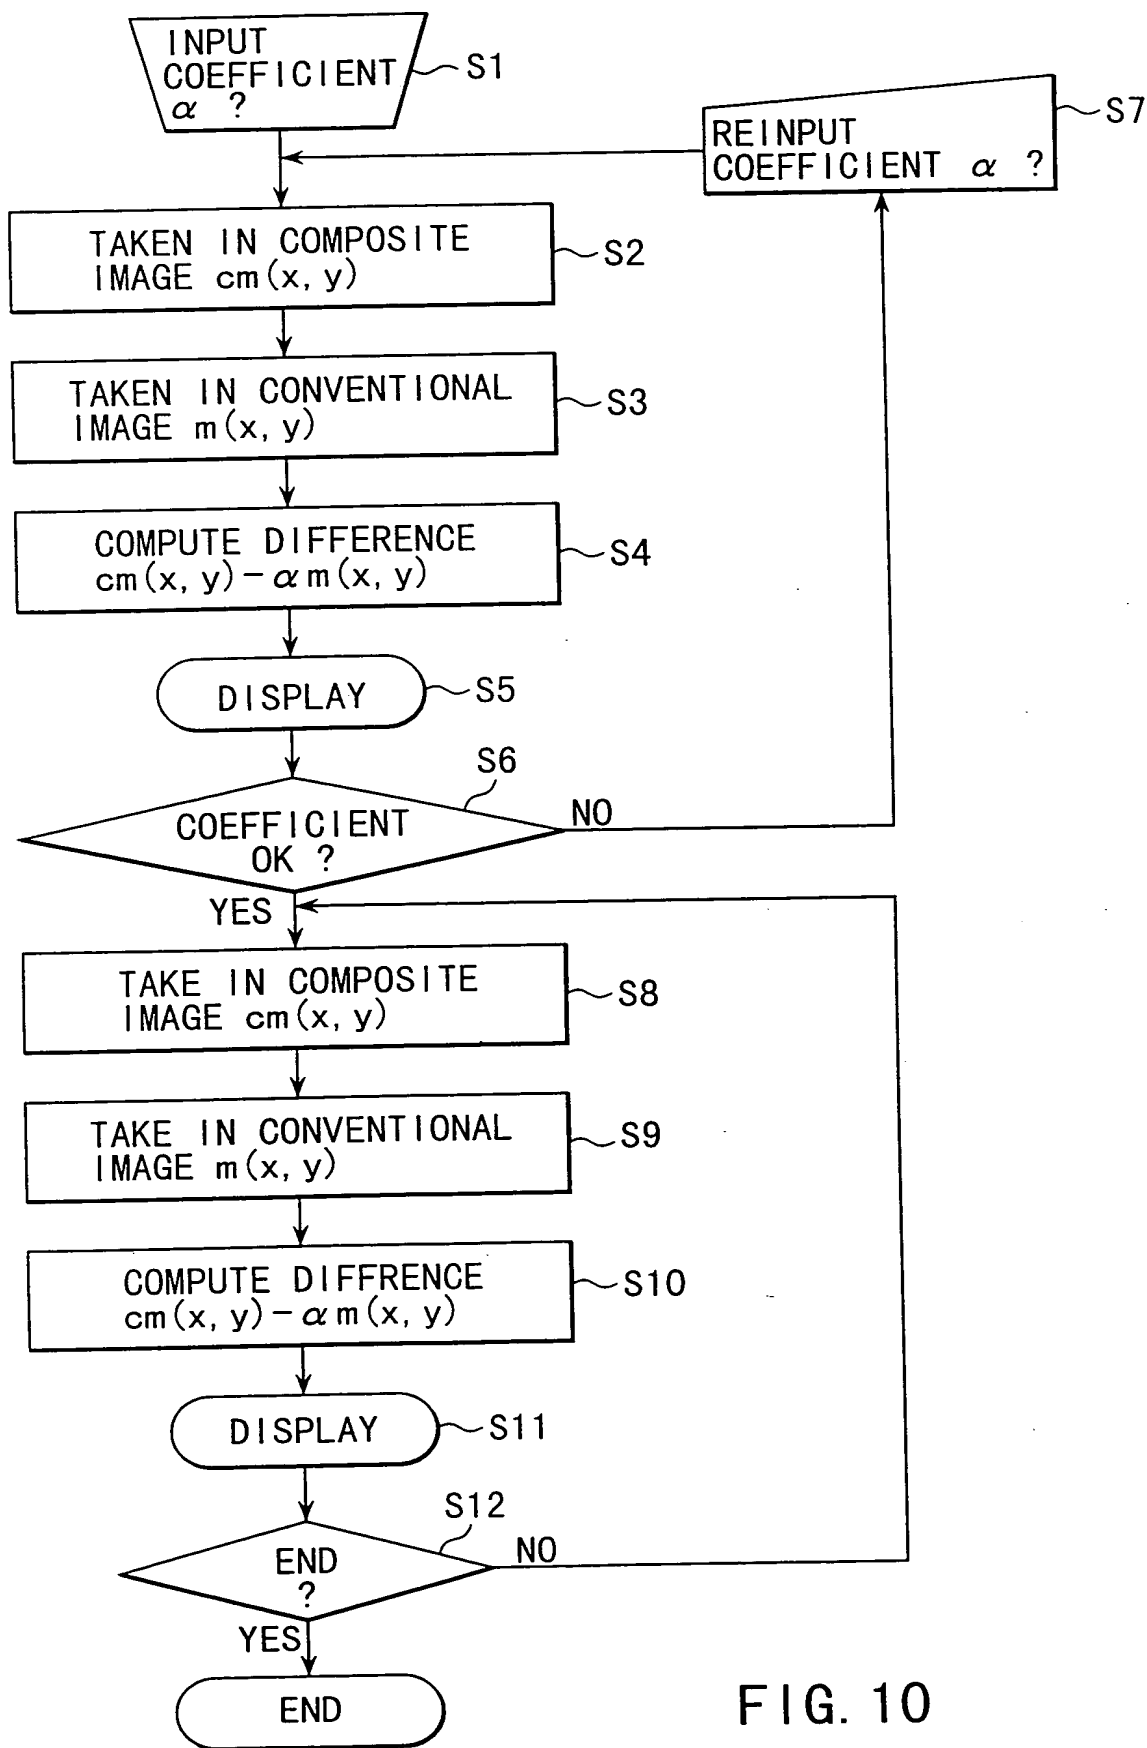 INPUT
COEFFICIENT
α ?
S1
REINPUT
COEFFICIENT α ?
S7
TAKEN IN COMPOSITE
IMAGE cm(x, y)
S2
TAKEN IN CONVENTIONAL
IMAGE m(x, y)
S3
COMPUTE DIFFERENCE
cm(x, y)-αm(x, y)
S4
DISPLAY
S5
S6
COEFFICIENT
OK ?
NO
YES
TAKE IN COMPOSITE
IMAGE cm(x, y)
S8
TAKE IN CONVENTIONAL
IMAGE m(x, y)
S9
COMPUTE DIFFRENCE
cm(x, y)-αm(x, y)
S10
DISPLAY
S11
S12
END
?
NO
YES
END
FIG. 10